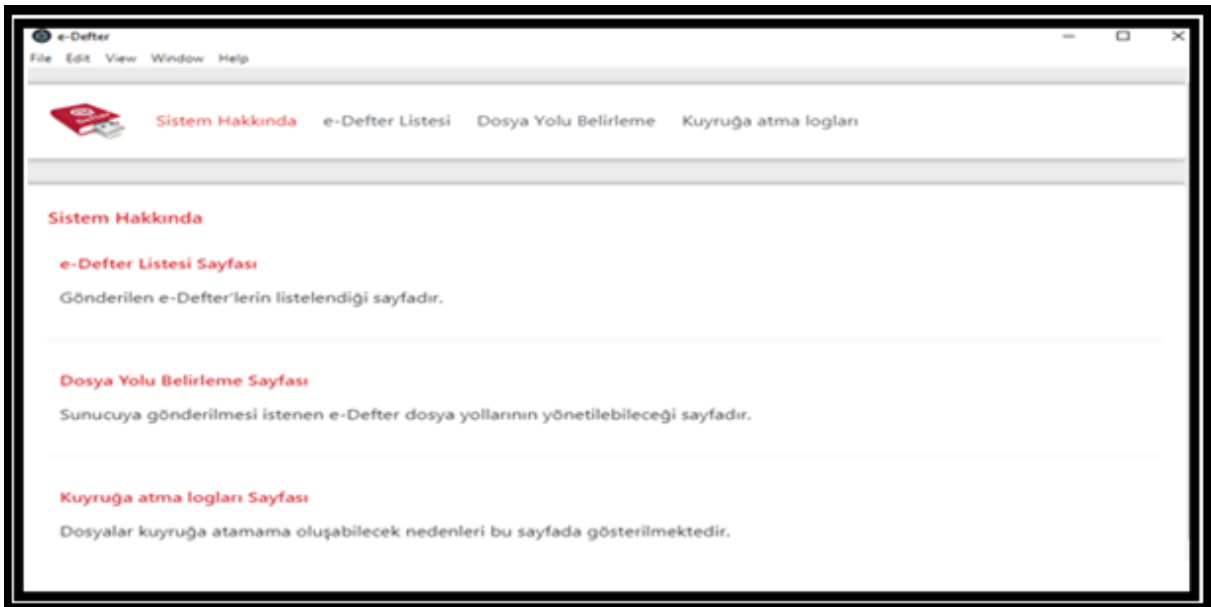 e-Defter
File Edit View Window Help
Sistem Hakkında e-Defter Listesi Dosya Yolu Belirleme Kuyruğa atma logları
Sistem Hakkında
e-Defter Listesi Sayfası
Gönderilen e-Defter'lerin listelendiği sayfadır.
Dosya Yolu Belirleme Sayfası
Sunucuya gönderilmesi istenen e-Defter dosya yollarının yönetilebileceği sayfadır.
Kuyruğa atma logları Sayfası
Dosyalar kuyruğa atamama oluşabilecek nedenleri bu sayfada gösterilmektedir.